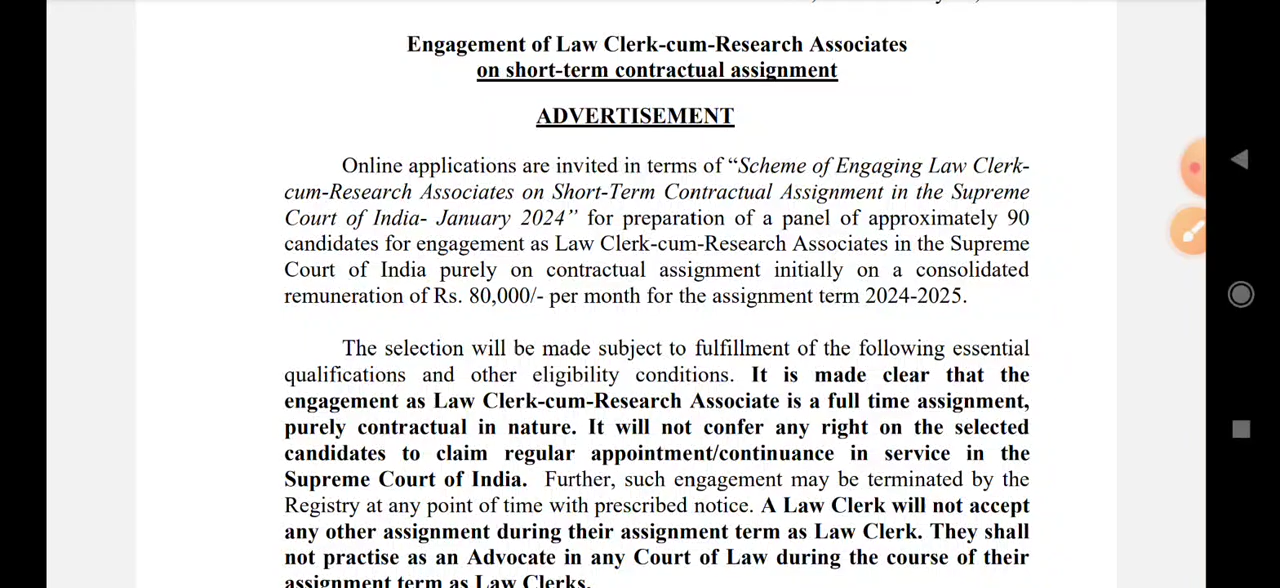 Engagement of Law Clerk-cum-Research Associates
on short-term contractual assignment
ADVERTISEMENT
Online applications are invited in terms of “Scheme of Engaging Law Clerk-
cum-Research Associates on Short-Term Contractual Assignment in the Supreme
Court of India- January 2024” for preparation of a panel of approximately 90
candidates for engagement as Law Clerk-cum-Research Associates in the Supreme
Court of India purely on contractual assignment initially on a consolidated
remuneration of Rs. 80,000/- per month for the assignment term 2024-2025.
The selection will be made subject to fulfillment of the following essential
qualifications and other eligibility conditions. It is made clear that the
engagement as Law Clerk-cum-Research Associate is a full time assignment,
purely contractual in nature. It will not confer any right on the selected
candidates to claim regular appointment/continuance in service in the
Supreme Court of India. Further, such engagement may be terminated by the
Registry at any point of time with prescribed notice. A Law Clerk will not accept
any other assignment during their assignment term as Law Clerk. They shall
not practise as an Advocate in any Court of Law during the course of their
assignment term as Law Clerks.